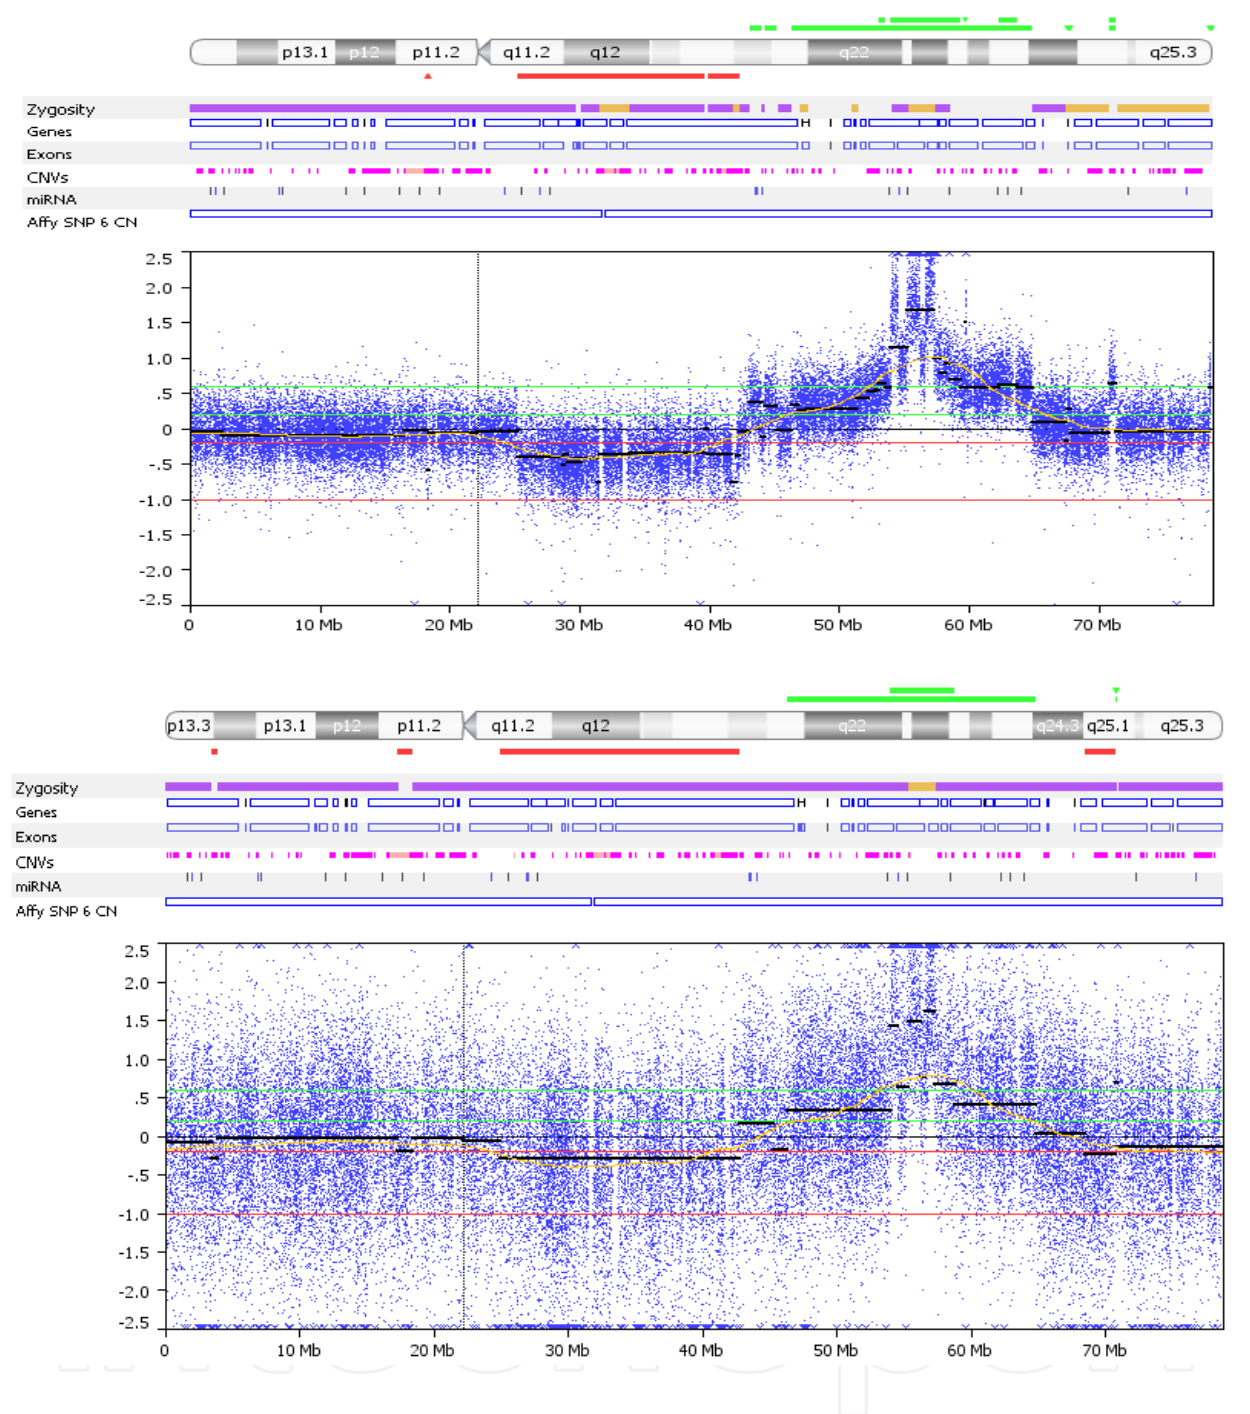 p13.1 p12 p11.2 q11.2 q12 q22 q25.3
Zygosity
Genes
Exons
CNVs
miRNA
Affy SNP 6 CN
2.5
2.0
1.5
1.0
.5
0
-.5
-1.0
-1.5
-2.0
-2.5
0 10 Mb 20 Mb 30 Mb 40 Mb 50 Mb 60 Mb 70 Mb
p13.3 p13.1 p12 p11.2 q11.2 q12 q22 q24.3 q25.1 q25.3
Zygosity
Genes
Exons
CNVs
miRNA
Affy SNP 6 CN
2.5
2.0
1.5
1.0
.5
0
-.5
-1.0
-1.5
-2.0
-2.5
0 10 Mb 20 Mb 30 Mb 40 Mb 50 Mb 60 Mb 70 Mb